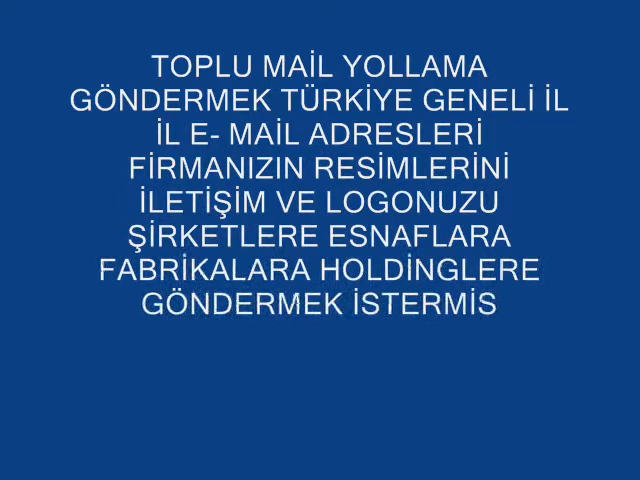 TOPLU MAİL YOLLAMA
GÖNDERMEK TÜRKİYE GENELİ İL
İL E- MAİL ADRESLERİ
FİRMANIZIN RESİMLERİNİ
İLETİŞİM VE LOGONUZU
ŞİRKETLERE ESNAFLARA
FABRİKALARA HOLDİNGLERE
GÖNDERMEK İSTERMİS